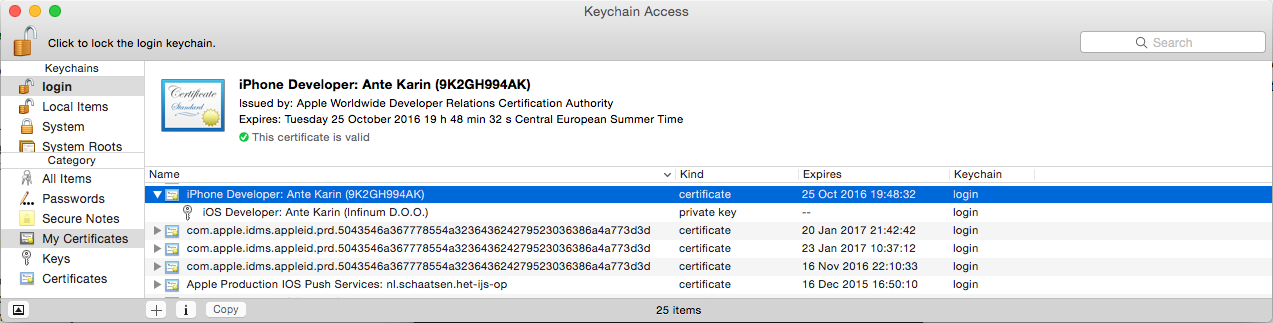 Keychain Access
Click to lock the login keychain.
Search
Keychains
login
Local Items
System
System Roots
Category
All Items
Passwords
Secure Notes
My Certificates
Keys
Certificates
Certificate
Standard
iPhone Developer: Ante Karin (9K2GH994AK)
Issued by: Apple Worldwide Developer Relations Certification Authority
Expires: Tuesday 25 October 2016 19 h 48 min 32 s Central European Summer Time
This certificate is valid
Name Kind Expires Keychain
iPhone Developer: Ante Karin (9K2GH994AK) certificate 25 Oct 2016 19:48:32 login
iOS Developer: Ante Karin (Infinum D.O.O.) private key -- login
com.apple.idms.appleid.prd.5043546a367778554a323643624279523036386a4a773d3d certificate 20 Jan 2017 21:42:42 login
com.apple.idms.appleid.prd.5043546a367778554a323643624279523036386a4a773d3d certificate 23 Jan 2017 10:37:12 login
com.apple.idms.appleid.prd.5043546a367778554a323643624279523036386a4a773d3d certificate 16 Nov 2016 22:10:33 login
Apple Production IOS Push Services: nl.schaatsen.het-ijs-op certificate 16 Dec 2015 16:50:10 login
Copy
25 items